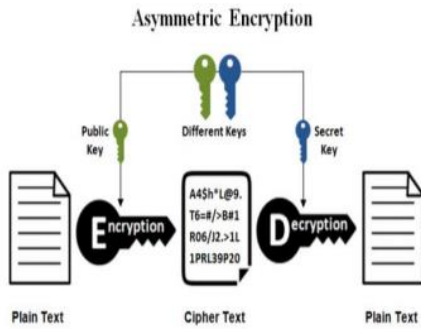 Asymmetric Encryption
Public
Key
Different Keys
Secret
Key
A4$h*L@9.
T6=#/>B#1
R06/J2.>1L
1PRL39P20
Encryption
Decryption
Plain Text
Cipher Text
Plain Text